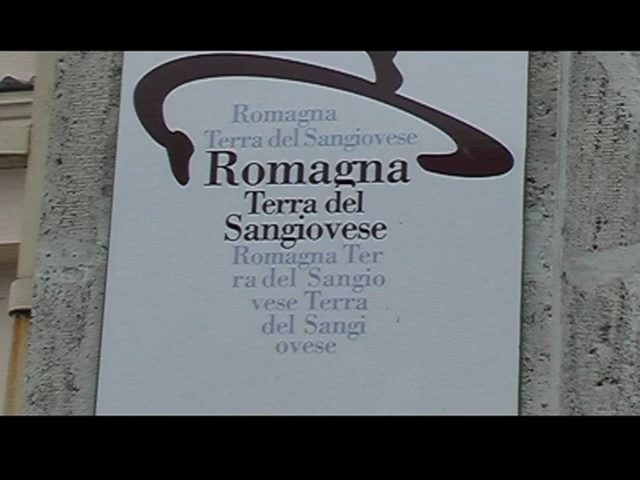 Romagna
Terra del Sangiovese
Romagna
Terra del
Sangiovese
Romagna Ter
ra del Sangio
vese Terra
del Sangi
ovese